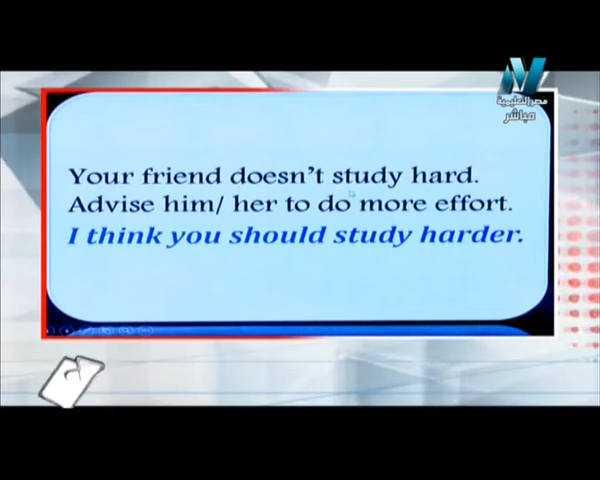 مصر التعليمية
مباشر
Your friend doesn't study hard.
Advise him/ her to do more effort.
I think you should study harder.